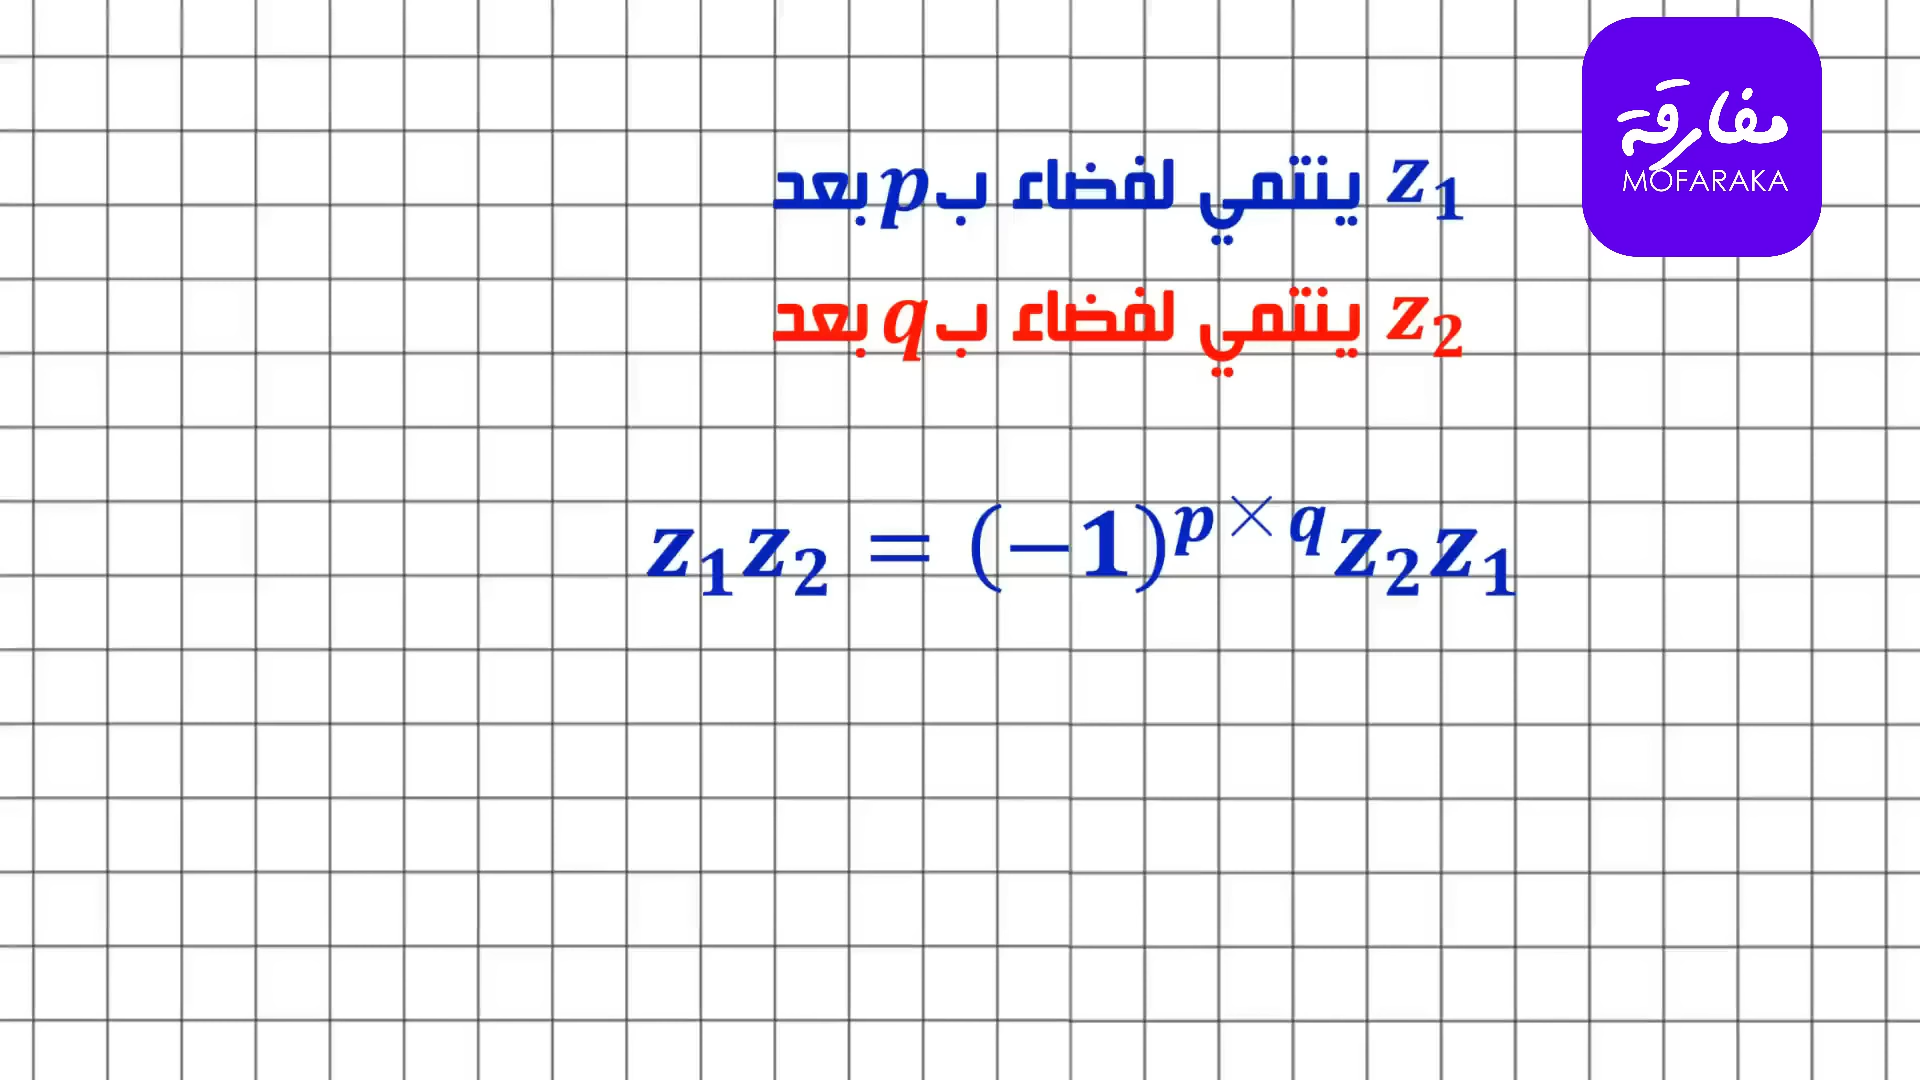 مفارقة
MOFARAKA
z₁ ينتمي لفضاء ب p بعد
z₂ ينتمي لفضاء ب q بعد
z₁z₂ = (−1)^{p×q} z₂z₁